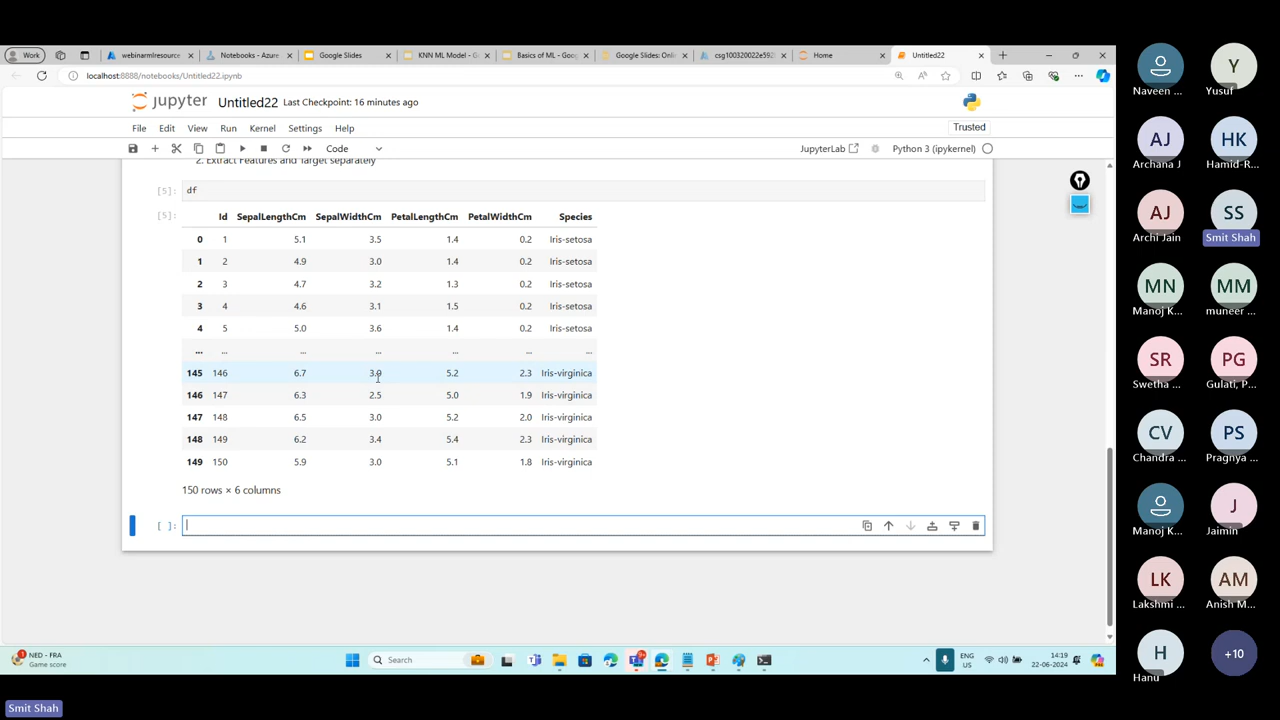 Work
webinarmlresource
Notebooks - Azure
Google Slides
KNN ML Model - G
Basics of ML - Goo
Google Slides: Onli
csg100320022e592
Home
Untitled22
localhost:8888/notebooks/Untitled22.ipynb
jupyter Untitled22 Last Checkpoint: 16 minutes ago
File Edit View Run Kernel Settings Help
Trusted
Code
JupyterLab
Python 3 (ipykernel)
2. Extract Features and Target separately
[5]: df
[5]:
Id SepalLengthCm SepalWidthCm PetalLengthCm PetalWidthCm Species
0 1 5.1 3.5 1.4 0.2 Iris-setosa
1 2 4.9 3.0 1.4 0.2 Iris-setosa
2 3 4.7 3.2 1.3 0.2 Iris-setosa
3 4 4.6 3.1 1.5 0.2 Iris-setosa
4 5 5.0 3.6 1.4 0.2 Iris-setosa
... ... ... ... ... ... ...
145 146 6.7 3.0 5.2 2.3 Iris-virginica
146 147 6.3 2.5 5.0 1.9 Iris-virginica
147 148 6.5 3.0 5.2 2.0 Iris-virginica
148 149 6.2 3.4 5.4 2.3 Iris-virginica
149 150 5.9 3.0 5.1 1.8 Iris-virginica
150 rows × 6 columns
[ ]:
NED - FRA
Game score
Search
ENG
US
14:19
22-06-2024
Naveen ...
Y
Yusuf
AJ
Archana J
HK
Hamid-R...
AJ
Archi Jain
SS
Smit Shah
MN
Manoj K...
MM
muneer ...
SR
Swetha ...
PG
Gulati, P...
CV
Chandra ...
PS
Pragnya ...
Manoj K...
J
Jaimin
LK
Lakshmi ...
AM
Anish M...
H
Hanu
+10
Smit Shah